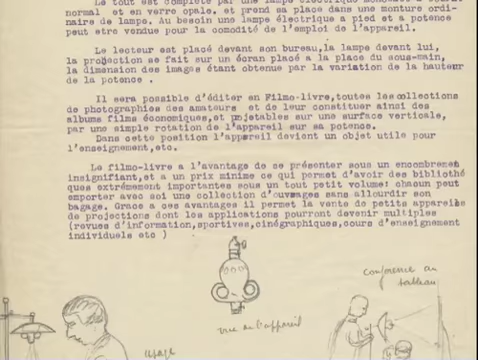 Le tout est complété par une lampe électrique
normal  et en verre opale, et prend sa place dans une monture ordi-
naire de lampe. Au besoin une lampe électrique a pied et a potence
peut etre vendue pour la comodité de l'emploi de l'appareil.
Le lecteur est placé devant son bureau,la lampe devant lui,
la projection se fait sur un écran placé a la place du sous-main,
la dimension des images étant obtenue par la variation de la hauteur
de la potence .
Il sera possible d'éditer en Filmo-livre,toutes les collections
de photographies des amateurs  et de leur constituer ainsi des
albums films économiques,et projetables sur une surface verticale,
par une simple rotation de l'appareil sur sa potence.
Dans cette position l'appareil devient un objet utile pour
l'enseignement,etc.
Le filmo-livre a l'avantage de se présenter sous un encombrement
insignifiant,et a un prix minime ce qui permet d'avoir des bibliothé
ques extrémement importantes sous un tout petit volume: chacun peut
emporter avec soi une collection d'ouvrages sans allourdir son
bagage. Grace a ces avantages il permet la vente de petits appareils
de projections dont les applications pourront devenir multiples
(revues d'information,sportives,cinégraphiques,cours d'enseignement
individuels etc )
conférence au
tableau
vue de l'appareil
usage